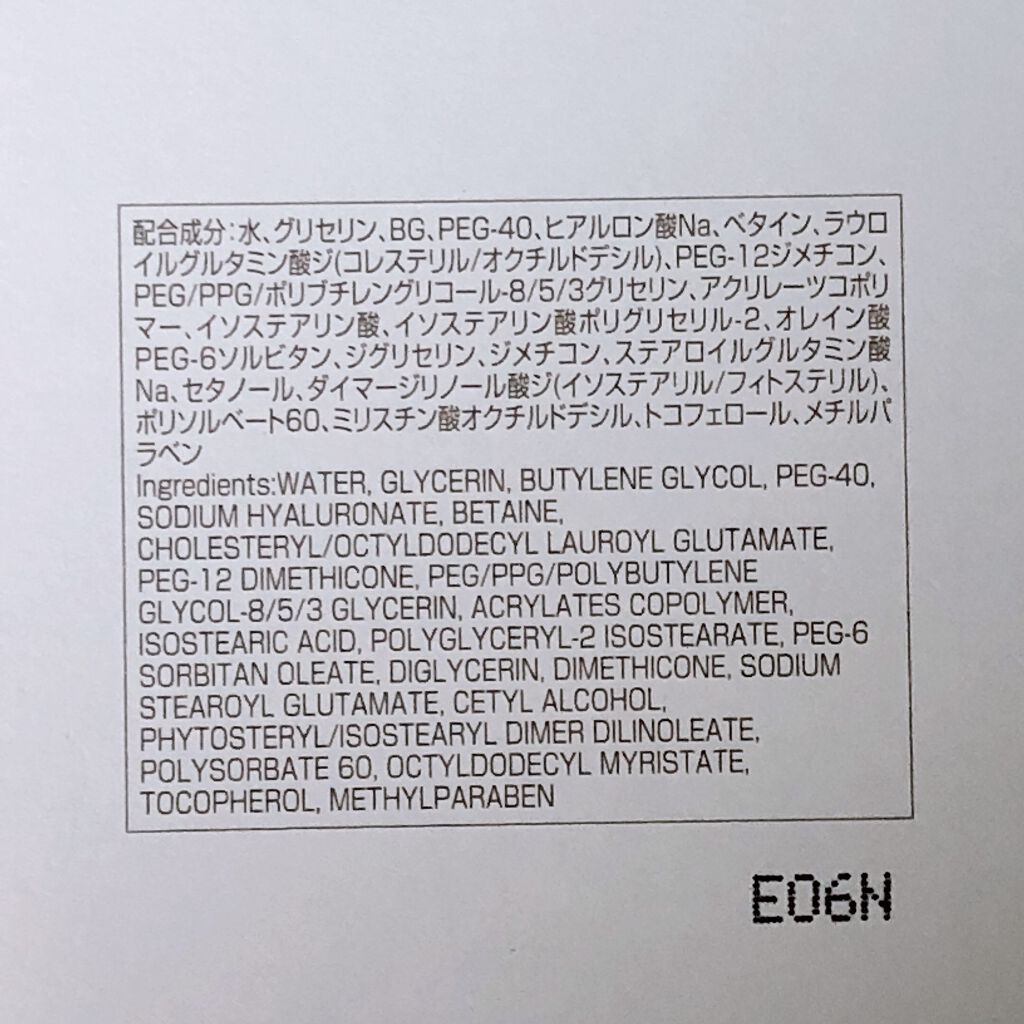 配合成分:水、グリセリン、BG、PEG-40、ヒアルロン酸Na、ベタイン、ラウロ
イルグルタミン酸ジ(コレステリル/オクチルドデシル)、PEG-12ジメチコン、
PEG/PPG/ポリブチレングリコール-8/5/3グリセリン、アクリレーツコポリ
マー、イソステアリン酸、イソステアリン酸ポリグリセリル-2、オレイン酸
PEG-6ソルビタン、ジグリセリン、ジメチコン、ステアロイルグルタミン酸
Na、セタノール、ダイマージリノール酸ジ(イソステアリル/フィトステリル)、
ポリソルベート60、ミリスチン酸オクチルドデシル、トコフェロール、メチルパ
ラベン
Ingredients:WATER, GLYCERIN, BUTYLENE GLYCOL, PEG-40,
SODIUM HYALURONATE, BETAINE,
CHOLESTERYL/OCTYLDODECYL LAUROYL GLUTAMATE,
PEG-12 DIMETHICONE, PEG/PPG/POLYBUTYLENE
GLYCOL-8/5/3 GLYCERIN, ACRYLATES COPOLYMER,
ISOSTEARIC ACID, POLYGLYCERYL-2 ISOSTEARATE, PEG-6
SORBITAN OLEATE, DIGLYCERIN, DIMETHICONE, SODIUM
STEAROYL GLUTAMATE, CETYL ALCOHOL,
PHYTOSTERYL/ISOSTEARYL DIMER DILINOLEATE,
POLYSORBATE 60, OCTYLDODECYL MYRISTATE,
TOCOPHEROL, METHYLPARABEN
E06N